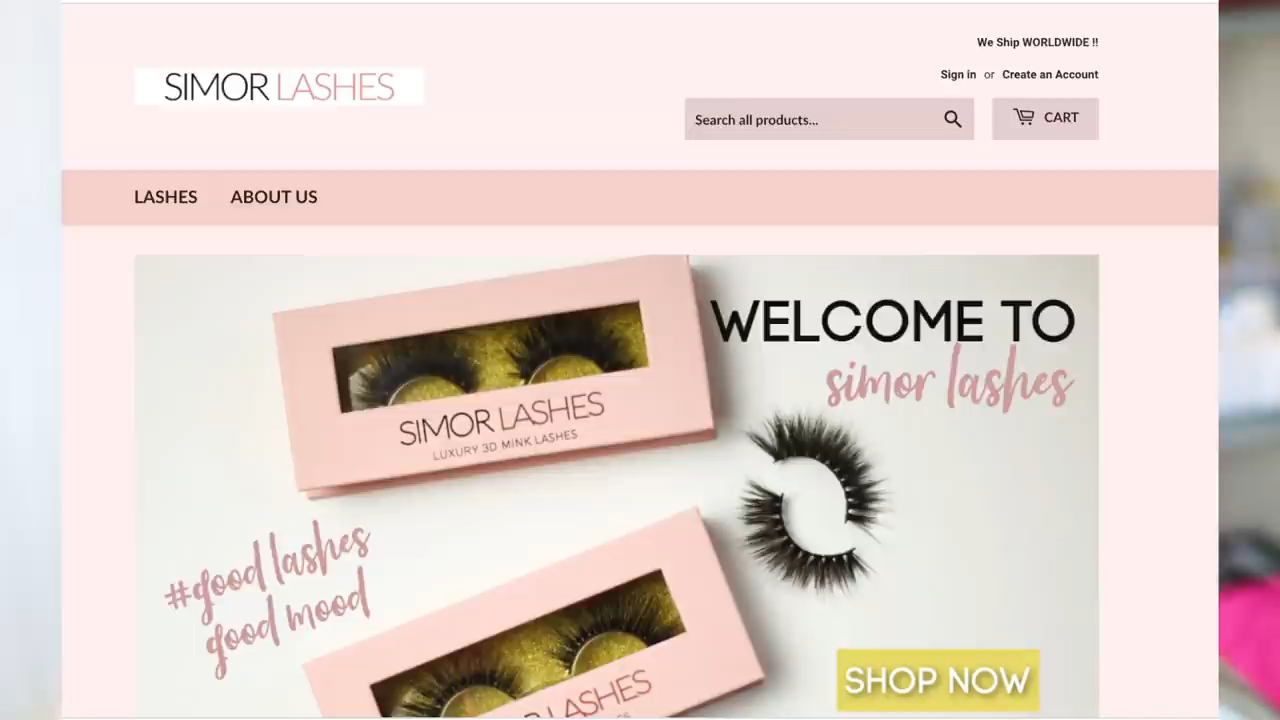 We Ship WORLDWIDE !!
SIMOR LASHES
Sign in or Create an Account
Search all products...
CART
LASHES
ABOUT US
WELCOME TO
simor lashes
SIMOR LASHES
LUXURY 3D MINK LASHES
#good lashes
good mood
LASHES
SHOP NOW